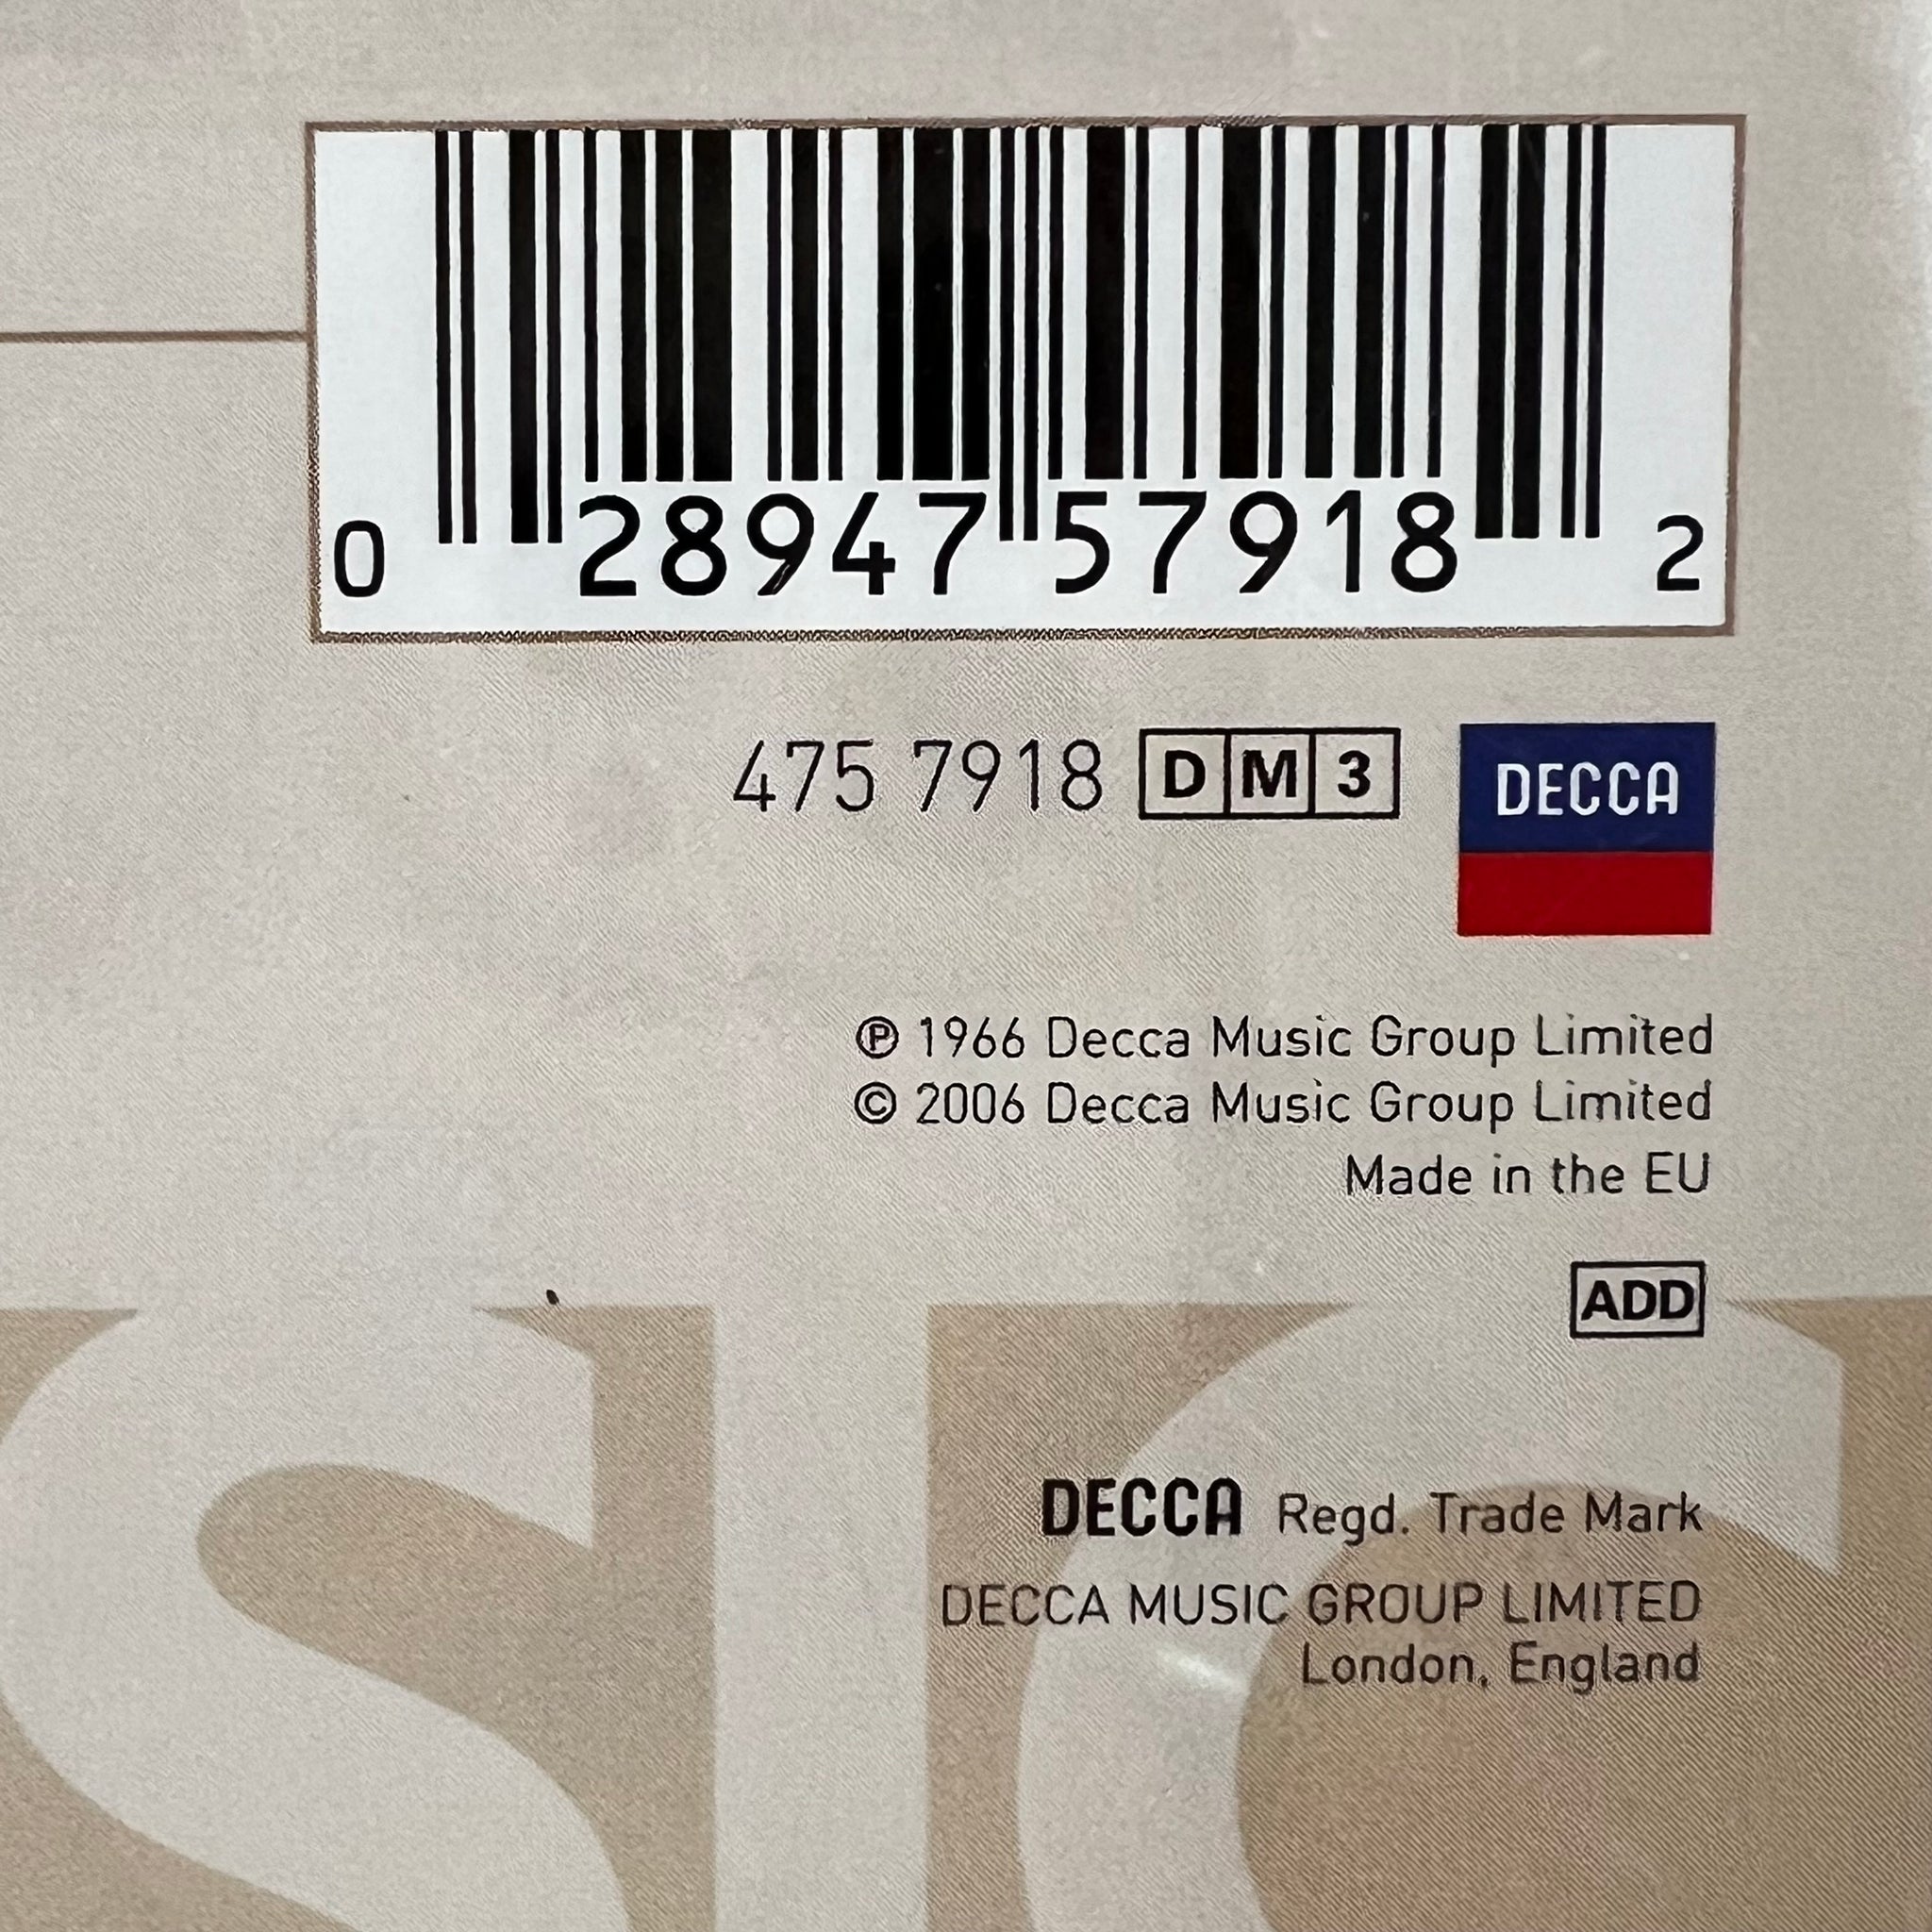 0 28947 57918 2
475 7918 D M 3
DECCA
℗ 1966 Decca Music Group Limited
© 2006 Decca Music Group Limited
Made in the EU
ADD
DECCA Regd. Trade Mark
DECCA MUSIC GROUP LIMITED
London, England
SIC